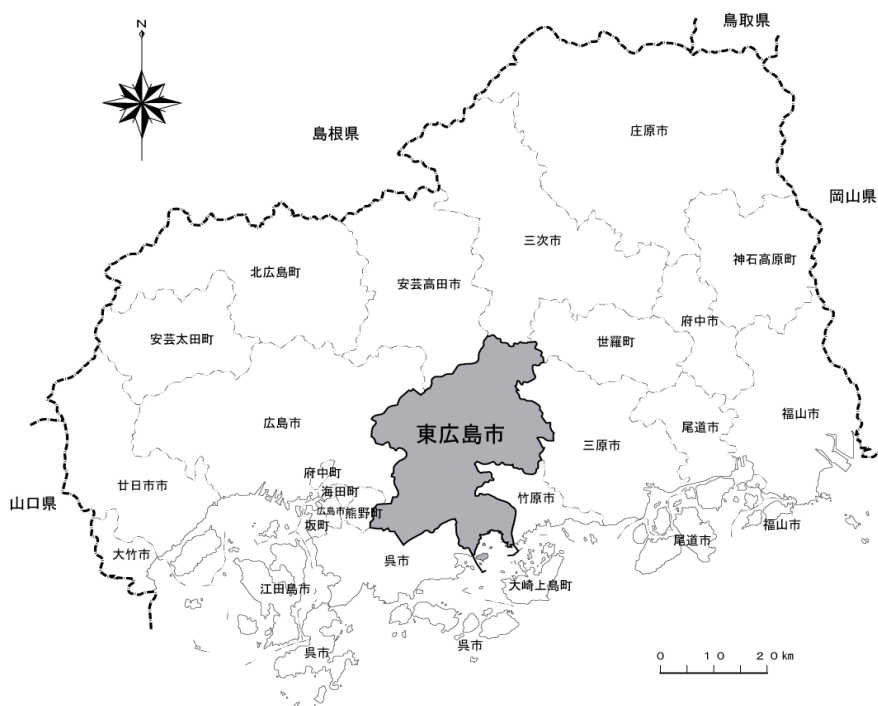 鳥取県
N
島根県
庄原市
岡山県
三次市
神石高原町
北広島町
安芸高田市
府中市
安芸太田町
世羅町
広島市
東広島市
三原市
尾道市
福山市
府中町
廿日市市
海田町
竹原市
山口県
広島市
熊野町
坂町
福山市
尾道市
大竹市
呉市
江田島市
大崎上島町
呉市
呉市
0 10 20km